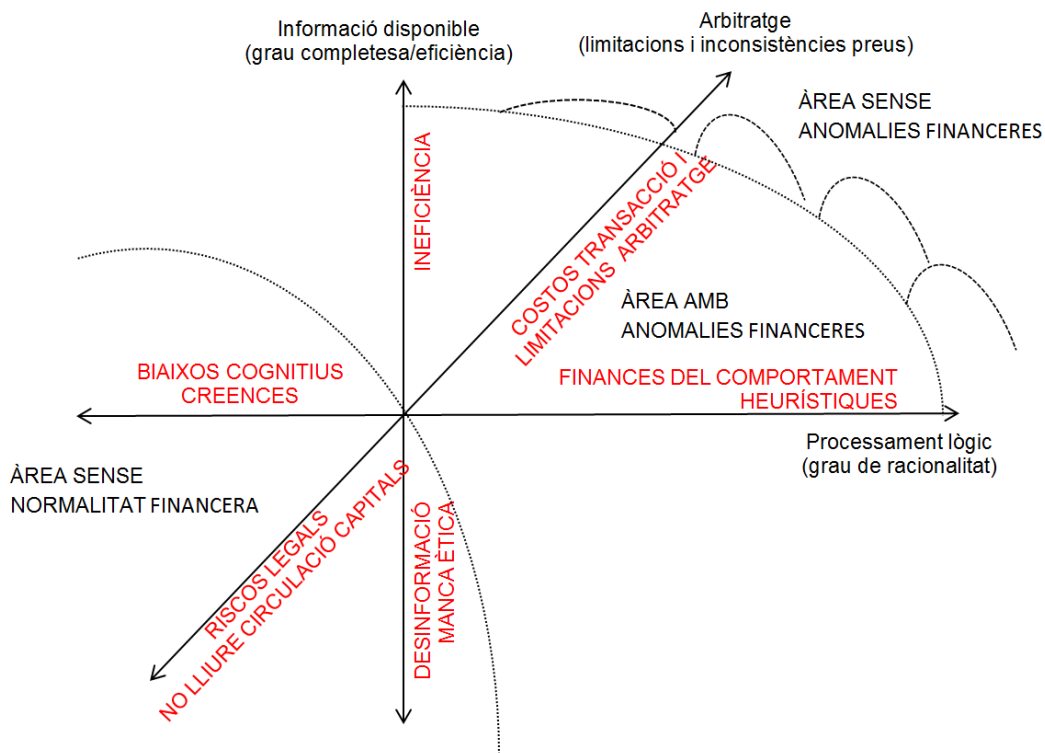 Informació disponible
(grau completesa/eficiència)
Arbitratge
(limitacions i inconsistències preus)
ÀREA SENSE
ANOMALIES FINANCERES
INEFICIÈNCIA
COSTOS TRANSACCIÓ I
LIMITACIONS ARBITRATGE
ÀREA AMB
ANOMALIES FINANCERES
BIAIXOS COGNITIUS
CREENCES
FINANCES DEL COMPORTAMENT
HEURÍSTIQUES
Processament lògic
(grau de racionalitat)
ÀREA SENSE
NORMALITAT FINANCERA
RISCOS LEGALS
NO LLIURE CIRCULACIÓ CAPITALS
DESINFORMACIÓ
MANCA ÈTICA